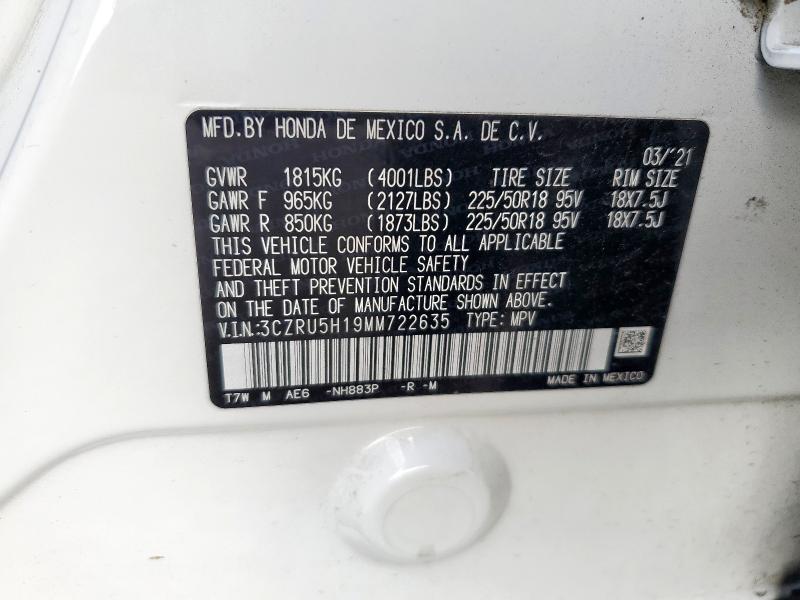 MFD.BY HONDA DE MEXICO S.A. DE C.V.
03/'21
GVWR 1815KG (4001LBS) TIRE SIZE RIM SIZE
GAWR F 965KG (2127LBS) 225/50R18 95V 18X7.5J
GAWR R 850KG (1873LBS) 225/50R18 95V 18X7.5J
THIS VEHICLE CONFORMS TO ALL APPLICABLE
FEDERAL MOTOR VEHICLE SAFETY
AND THEFT PREVENTION STANDARDS IN EFFECT
ON THE DATE OF MANUFACTURE SHOWN ABOVE.
V.I.N:3CZRU5H19MM722635 TYPE: MPV
T7W M AE6 -NH883P -R -M MADE IN MEXICO